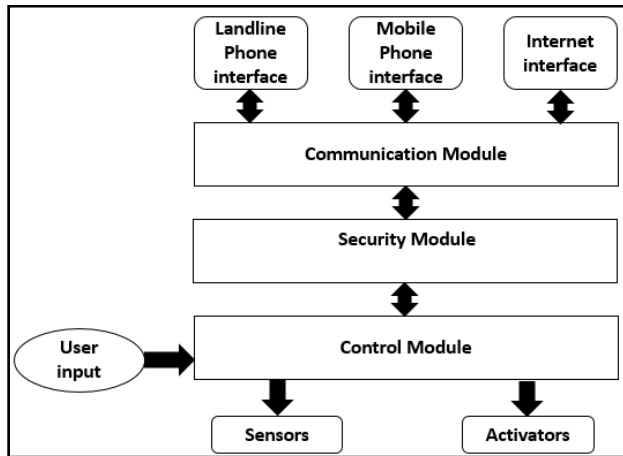 Landline
Phone
interface
Mobile
Phone
interface
Internet
interface
Communication Module
Security Module
Control Module
User
input
Sensors
Activators